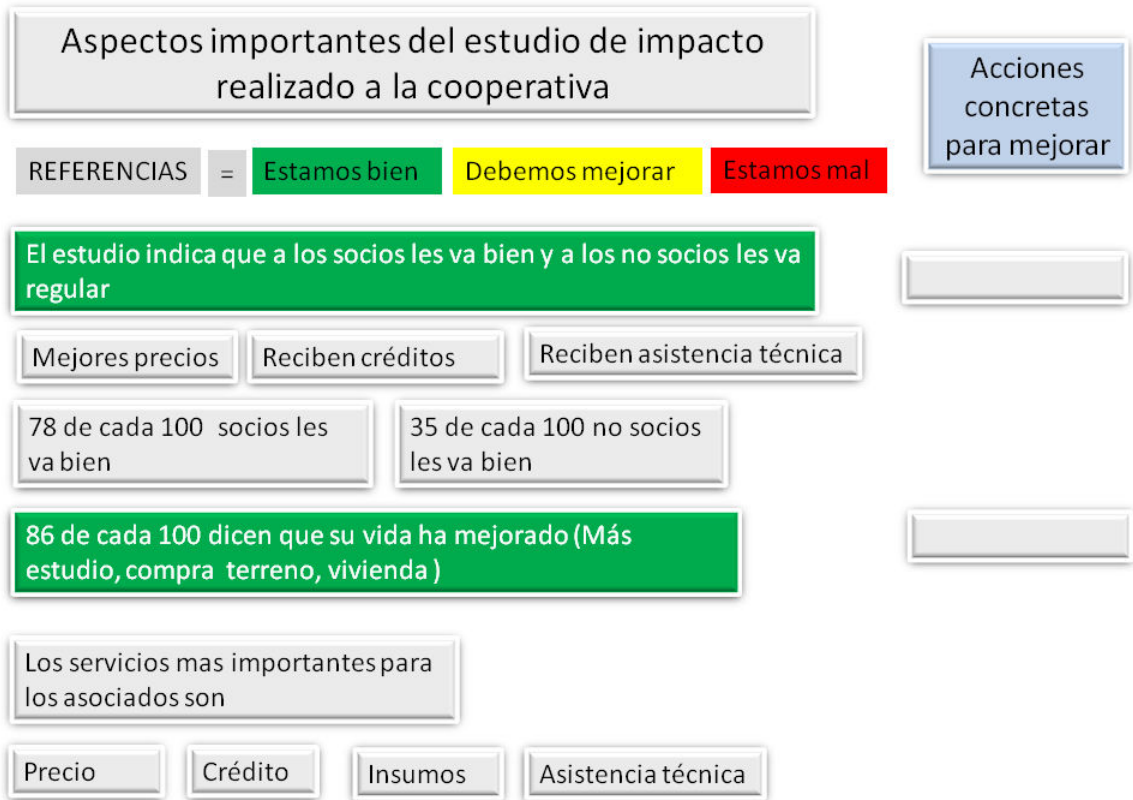 Aspectos importantes del estudio de impacto
realizado a la cooperativa
Acciones
concretas
para mejorar
REFERENCIAS = Estamos bien Debemos mejorar Estamos mal
El estudio indica que a los socios les va bien y a los no socios les va
regular
Mejores precios Reciben créditos Reciben asistencia técnica
78 de cada 100 socios les
va bien
35 de cada 100 no socios
les va bien
86 de cada 100 dicen que su vida ha mejorado (Más
estudio, compra terreno, vivienda )
Los servicios mas importantes para
los asociados son
Precio Crédito Insumos Asistencia técnica